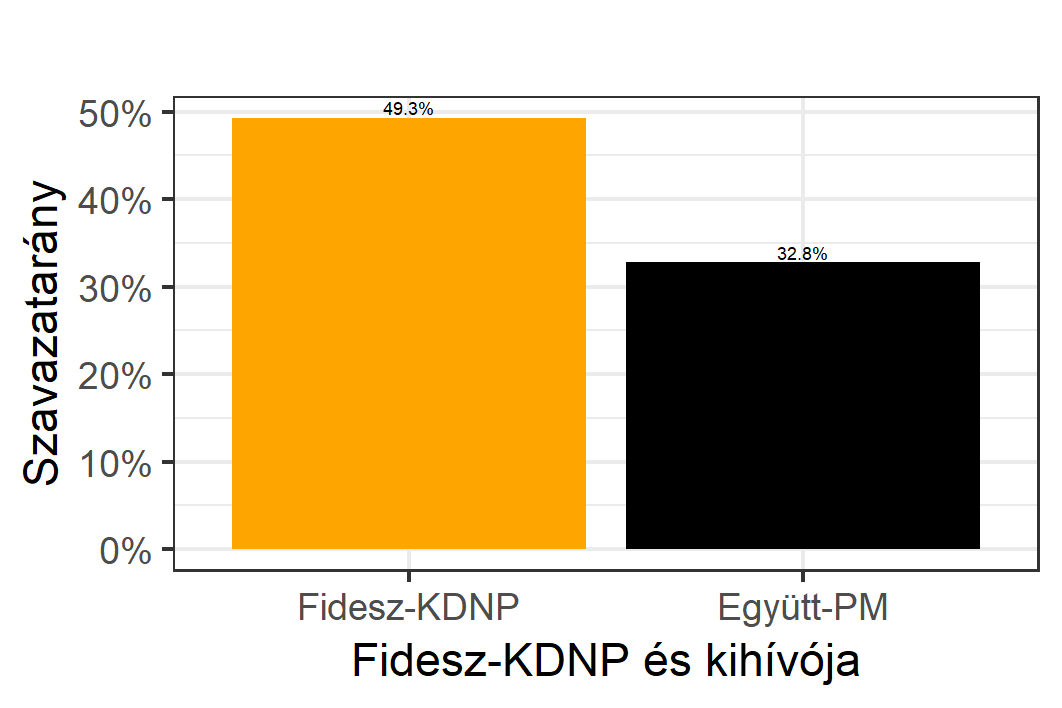 Szavazatarány
50%
40%
30%
20%
10%
0%
49.3%
32.8%
Fidesz-KDNP
Együtt-PM
Fidesz-KDNP és kihívója